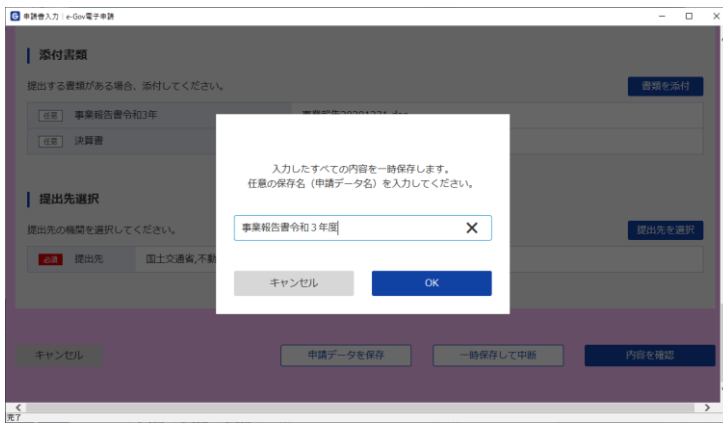 申請書入力 | e-Gov電子申請
添付書類
提出する書類がある場合、添付してください。
書類を添付
任意 事業報告書令和3年
任意 決算書
入力したすべての内容を一時保存します。
任意の保存名（申請データ名）を入力してください。
事業報告書令和３年度
キャンセル
OK
提出先選択
提出先の機関を選択してください。
提出先を選択
必須 提出先 国土交通省,不動
キャンセル
申請データを保存
一時保存して中断
内容を確認
完了